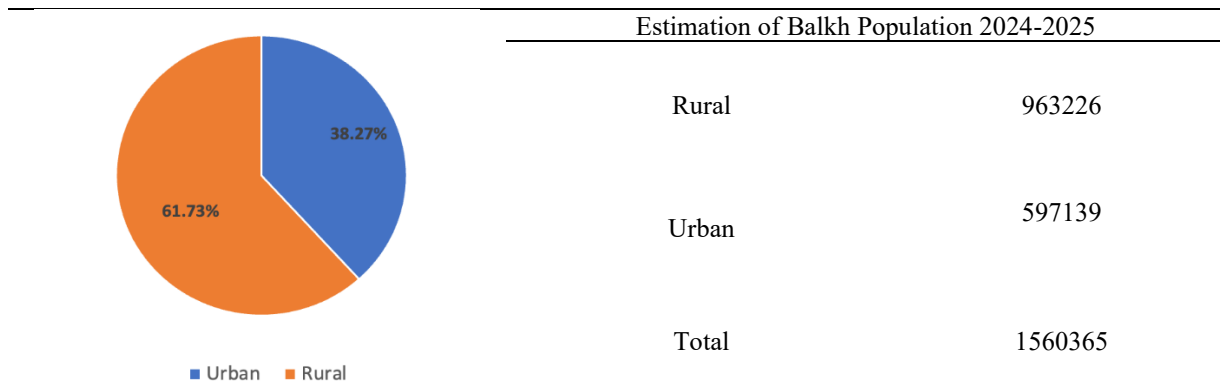 38.27%
61.73%
Urban Rural
Estimation of Balkh Population 2024-2025
Rural 963226
Urban 597139
Total 1560365